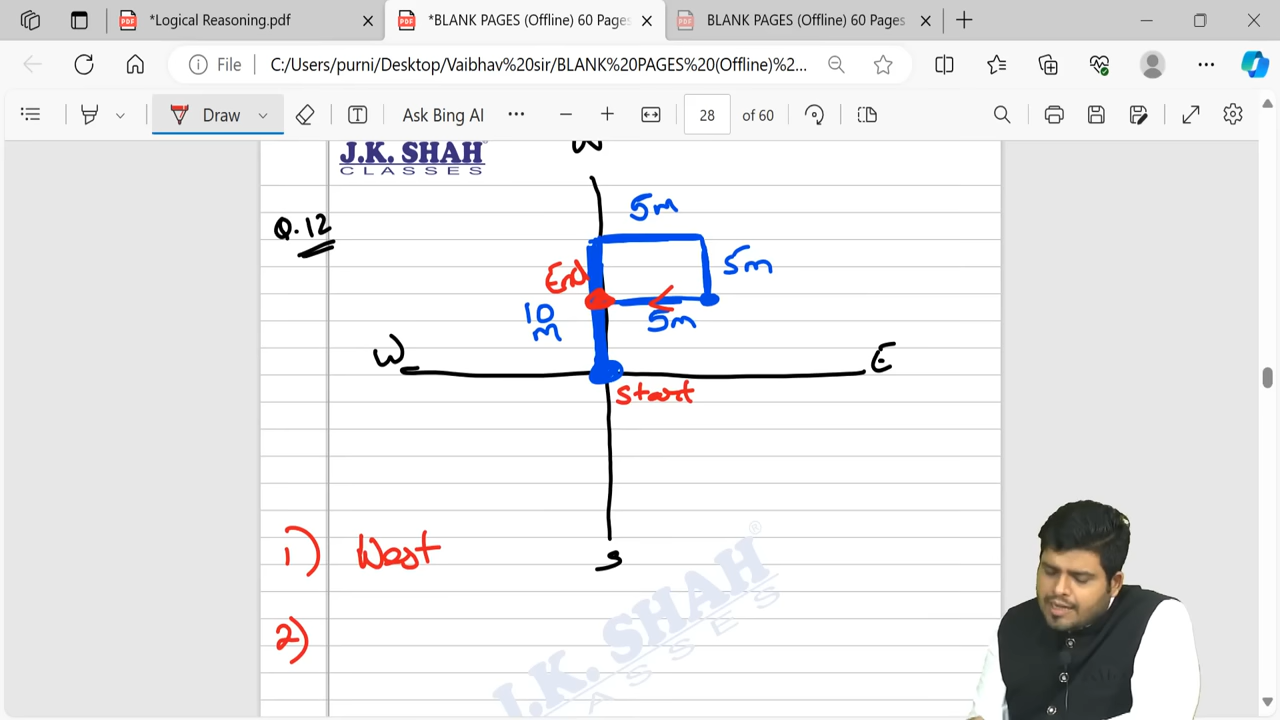 *Logical Reasoning.pdf
*BLANK PAGES (Offline) 60 Pages
BLANK PAGES (Offline) 60 Pages
File
C:/Users/purni/Desktop/Vaibhav%20sir/BLANK%20PAGES%20(Offline)%2...
Draw
Ask Bing AI
28
of 60
J.K. SHAH
CLASSES
Q.12
5m
5m
End
10
m
5m
W
E
Start
1) West
S
2)
J.K. SHAH
CLASSES